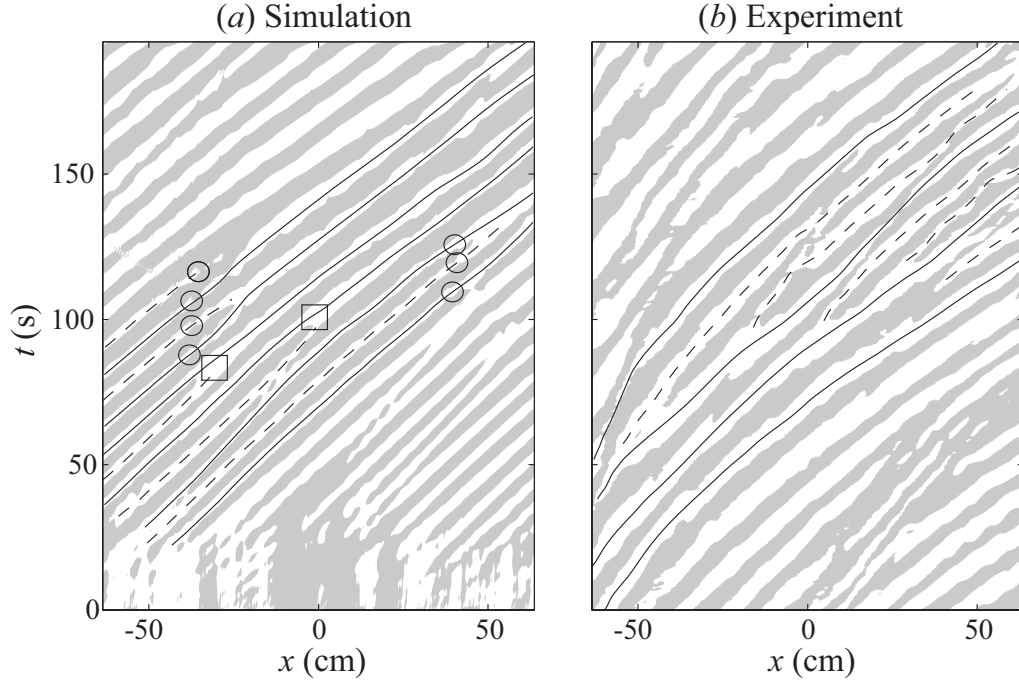 (a) Simulation
(b) Experiment
150
100
50
0
t (s)
-50 0 50
x (cm)
-50 0 50
x (cm)